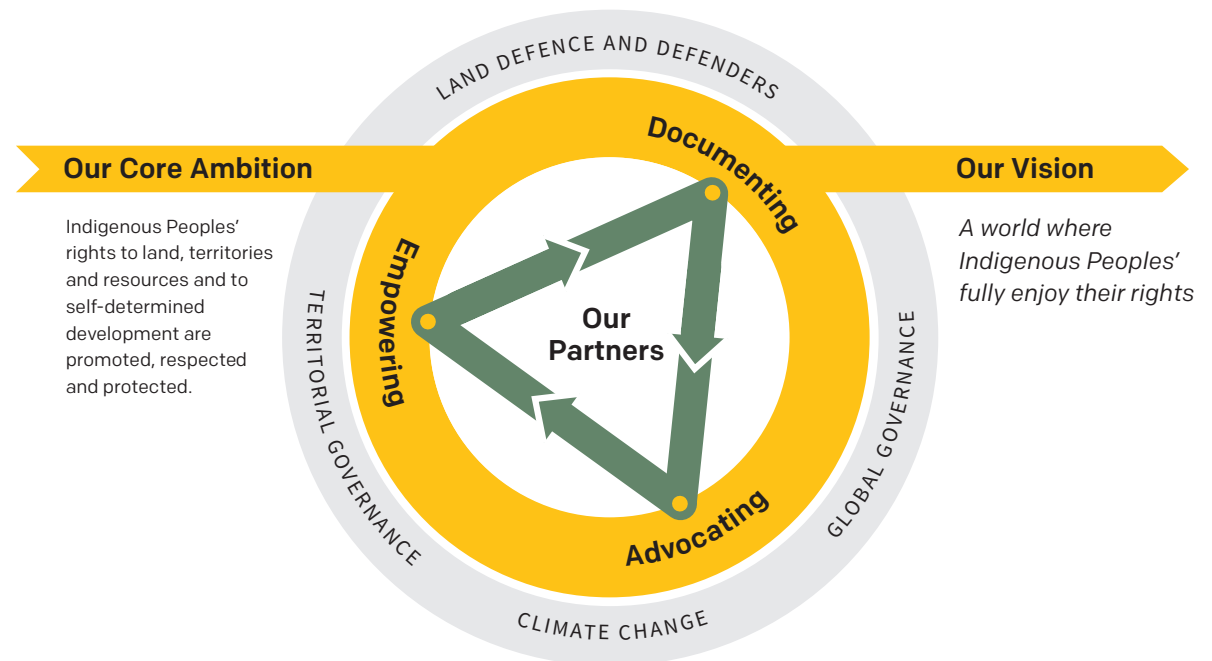 LAND DEFENCE AND DEFENDERS
Documenting
Our Core Ambition
Our Vision
Indigenous Peoples’
rights to land, territories
and resources and to
self-determined
development are
promoted, respected
and protected.
A world where
Indigenous Peoples’
fully enjoy their rights
Empowering
Our
Partners
TERRITORIAL GOVERNANCE
GLOBAL GOVERNANCE
Advocating
CLIMATE CHANGE